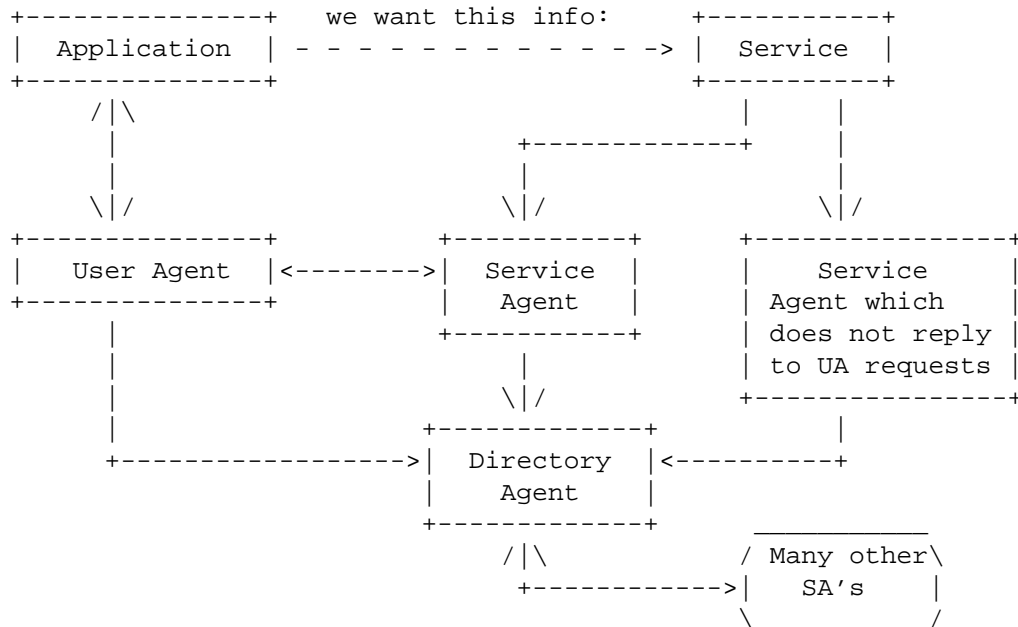 we want this info:
Application
Service
User Agent
Service
Agent
Service
Agent which
does not reply
to UA requests
Directory
Agent
Many other
SA's